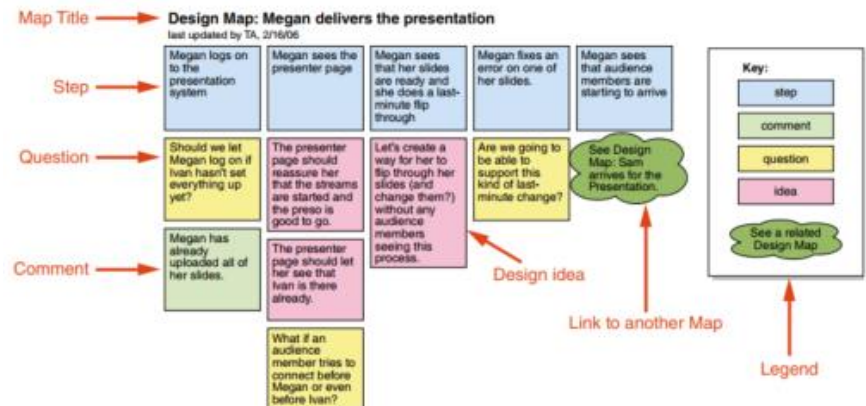 Map Title
Design Map: Megan delivers the presentation
last updated by TA, 2/16/06
Step
Megan logs on
to the presentation
system
Megan sees the
presenter page
Megan sees
that her slides
are ready and
she does a last-
minute flip
through
Megan fixes an
error on one of
her slides.
Megan sees
that audience
members are
starting to arrive
Question
Should we let
Megan log on if
Ivan hasn't set
everything up
yet?
The presenter
page should
reassure her
that the streams
are started and
the preso is
good to go.
Let's create a
way for her to
flip through her
slides (and
change them?)
without any
audience
members
seeing this
process.
Are we going to
be able to
support this
kind of last-
minute change?
See Design
Map: Sam
arrives for the
Presentation.
Comment
Megan has
already
uploaded all of
her slides.
The presenter
page should let
her see that
Ivan is there
already.
What if an
audience
member tries to
connect before
Megan or even
before Ivan?
Design idea
Link to another Map
Key:
step
comment
question
idea
See a related
Design Map
Legend